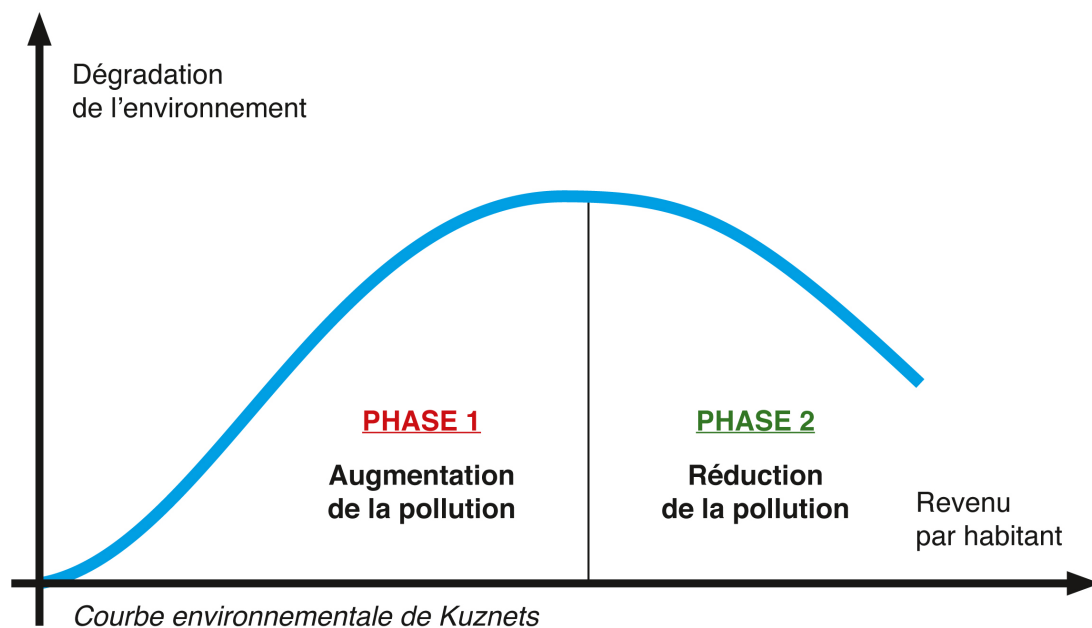 Dégradation
de l’environnement
PHASE 1
Augmentation
de la pollution
PHASE 2
Réduction
de la pollution
Revenu
par habitant
Courbe environnementale de Kuznets